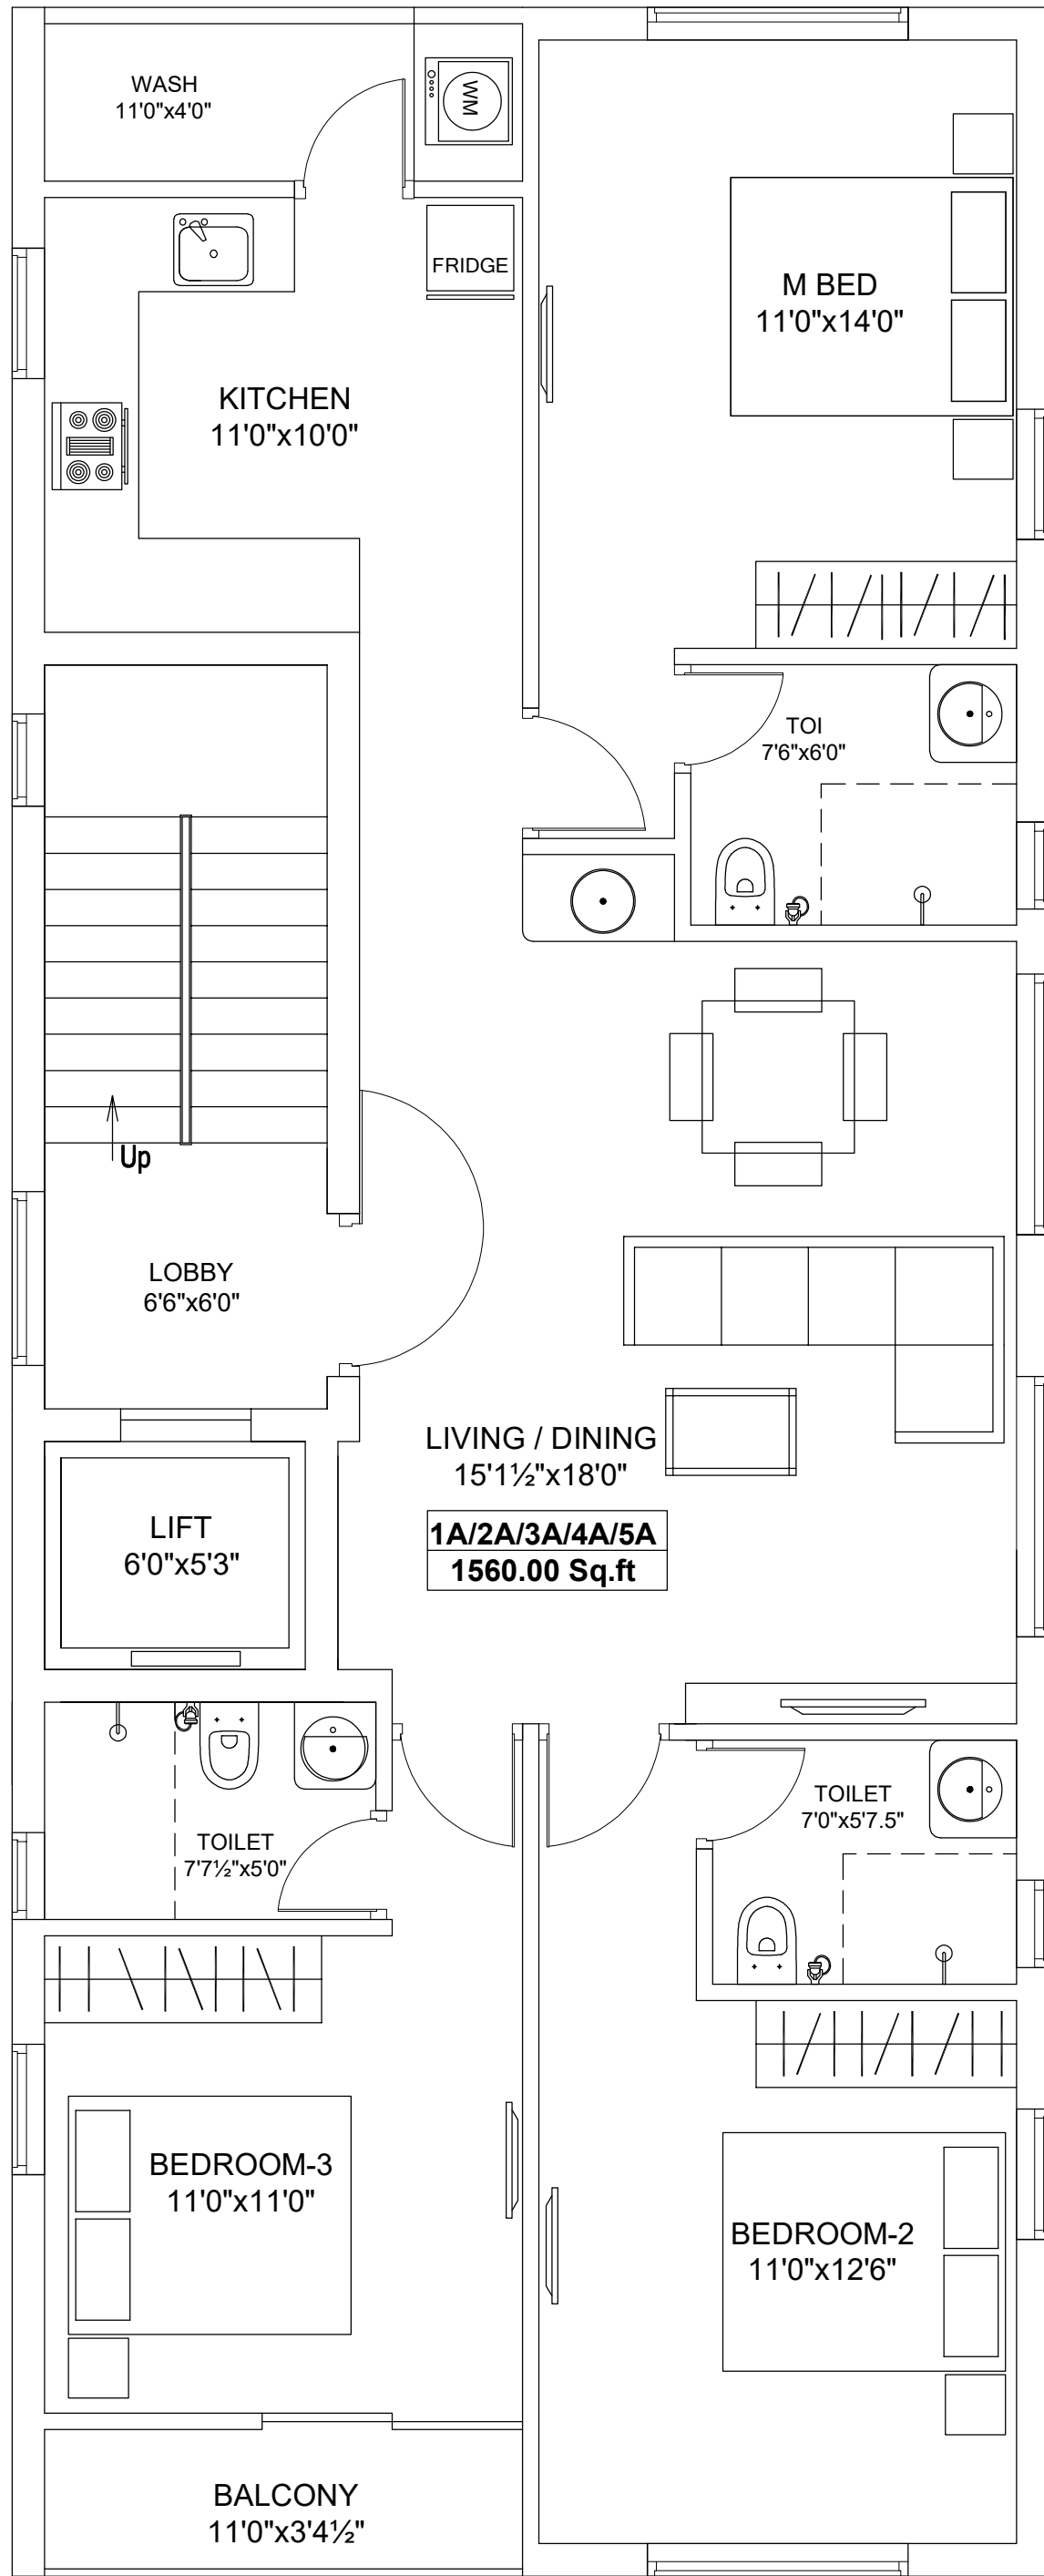 WASH
11'0"x4'0"
WM
FRIDGE
M BED
11'0"x14'0"
KITCHEN
11'0"x10'0"
TOI
7'6"x6'0"
Up
LOBBY
6'6"x6'0"
LIVING / DINING
15'1½"x18'0"
1A/2A/3A/4A/5A
1560.00 Sq.ft
LIFT
6'0"x5'3"
TOILET
7'0"x5'7.5"
TOILET
7'7½"x5'0"
BEDROOM-3
11'0"x11'0"
BEDROOM-2
11'0"x12'6"
BALCONY
11'0"x3'4½"